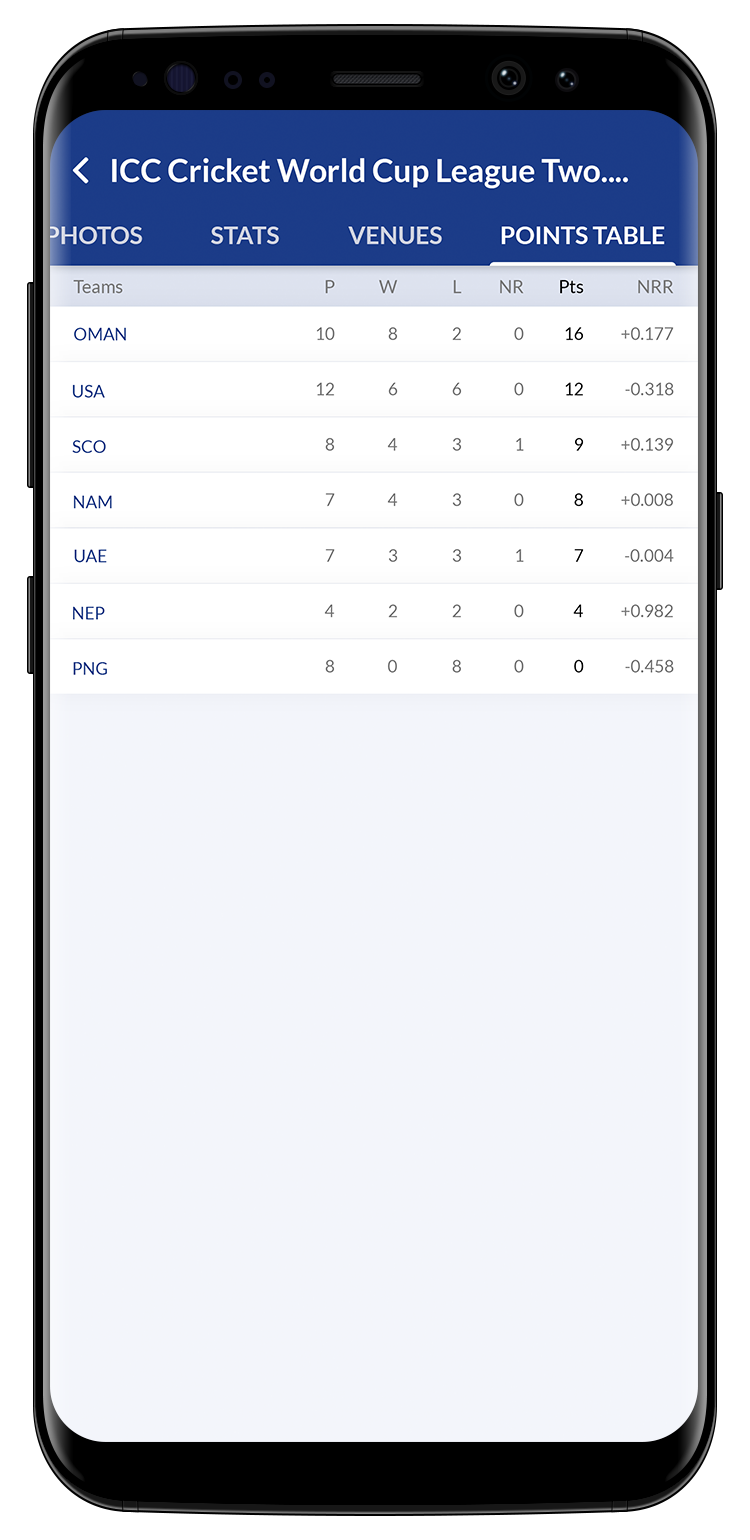 ICC Cricket World Cup League Two....
PHOTOS STATS VENUES POINTS TABLE
Teams P W L NR Pts NRR
OMAN 10 8 2 0 16 +0.177
USA 12 6 6 0 12 -0.318
SCO 8 4 3 1 9 +0.139
NAM 7 4 3 0 8 +0.008
UAE 7 3 3 1 7 -0.004
NEP 4 2 2 0 4 +0.982
PNG 8 0 8 0 0 -0.458